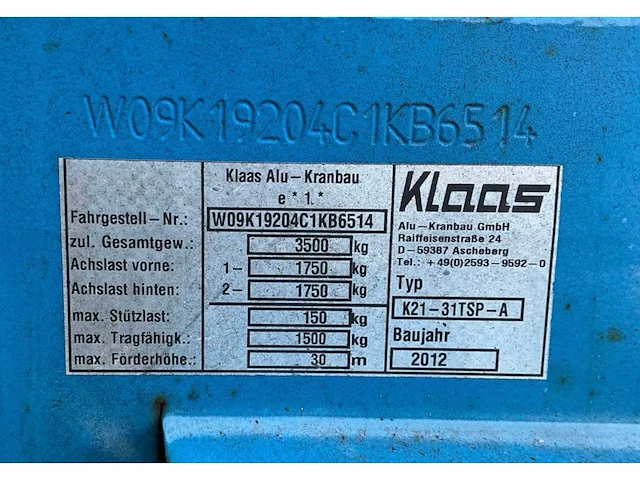 W09K19204C1KB6514
Klaas Alu-Kranbau
e * 1. *
Fahrgestell-Nr.: W09K19204C1KB6514
zul. Gesamtgew.: 3500 kg
Achslast vorne: 1- 1750 kg
Achslast hinten: 2- 1750 kg
max. Stützlast: 150 kg
max. Tragfähigk.: 1500 kg
max. Förderhöhe.: 30 m
Klaas
Alu-Kranbau GmbH
Raiffeisenstraße 24
D-59387 Ascheberg
Tel.: +49(0)2593-9592-0
Typ
K21-31TSP-A
Baujahr
2012